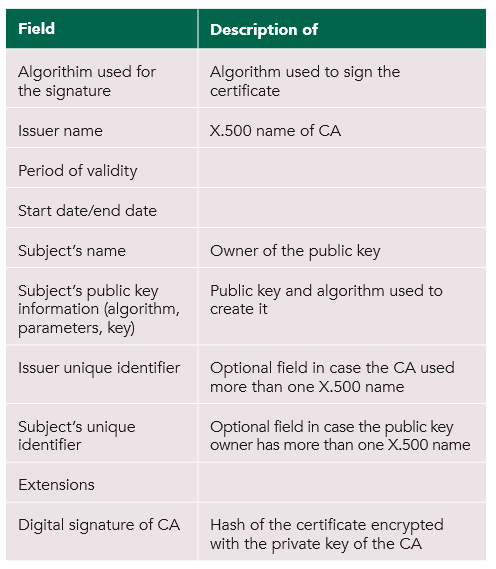 Field
Description of
Algorithim used for
the signature
Algorithm used to sign the
certificate
Issuer name
X.500 name of CA
Period of validity
Start date/end date
Subject's name
Owner of the public key
Subject's public key
information (algorithm,
parameters, key)
Public key and algorithm used to
create it
Issuer unique identifier
Optional field in case the CA used
more than one X.500 name
Subject's unique
identifier
Optional field in case the public key
owner has more than one X.500 name
Extensions
Digital signature of CA
Hash of the certificate encrypted
with the private key of the CA